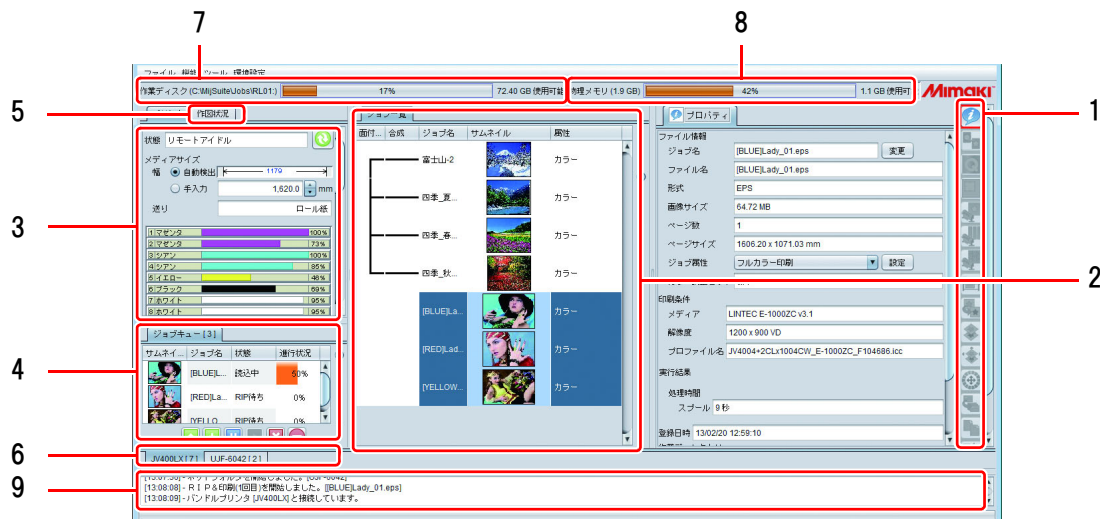 7
8
ファイル 機能 ツール 環境設定
作業ディスク (C:\MijSuite\Jobs\RL01:) 17% 72.40 GB 使用可能
物理メモリ (1.9 GB) 42% 1.1 GB 使用可
Mimaki
5
作図状況
ジョブ一覧
プロパティ
1
状態 リモートアイドル
メディアサイズ
幅 自動検出 1179
手入力 1,620.0 mm
送り ロール紙
3
1 マゼンタ 100%
2 マゼンタ 73%
3 シアン 100%
4 シアン 85%
5 イエロー 46%
6 ブラック 69%
7 ホワイト 95%
8 ホワイト 95%
面付... 合成 ジョブ名 サムネイル 属性
富士山-2 カラー
四季_夏... カラー
四季_春... カラー
四季_秋... カラー
[BLUE]La... カラー
[RED]Lad... カラー
[YELLOW... カラー
2
ファイル情報
ジョブ名 [BLUE]Lady_01.eps 変更
ファイル名 [BLUE]Lady_01.eps
形式 EPS
画像サイズ 64.72 MB
ページ数 1
ページサイズ 1606.20 x 1071.03 mm
ジョブ属性 フルカラー印刷 設定
印刷条件
メディア LINTEC E-1000ZC v3.1
解像度 1200 x 900 VD
プロファイル名 JV4004+2CLx1004CW_E-1000ZC_F104686.icc
実行結果
処理時間
スプール 9 秒
登録日時 13/02/20 12:59:10
4
ジョブキュー [3]
サムネイ... ジョブ名 状態 進行状況
[BLUE]L... 読込中 50%
[RED]La... RIP待ち 0%
[YELLO... RIP待ち 0%
6
JV400LX [7] UJF-6042 [2]
9
[13:08:08] - ＲＩＰ＆印刷(1回目)を開始しました。[[BLUE]Lady_01.eps]
[13:08:09] - バンドルプリンタ [JV400LX] と接続しています。